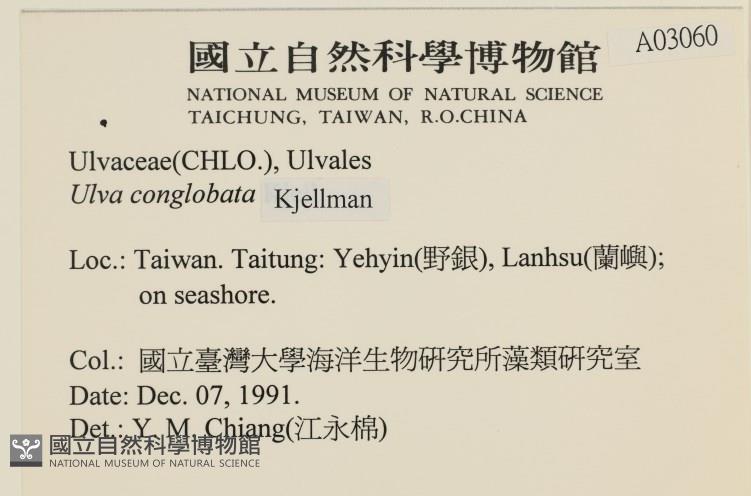 國立自然科學博物館
A03060
NATIONAL MUSEUM OF NATURAL SCIENCE
TAICHUNG, TAIWAN, R.O.CHINA
Ulvaceae(CHLO.), Ulvales
Ulva conglobata Kjellman
Loc.: Taiwan. Taitung: Yehyin(野銀), Lanhsu(蘭嶼);
on seashore.
Col.: 國立臺灣大學海洋生物研究所藻類研究室
Date: Dec. 07, 1991.
Det.: Y. M. Chiang(江永棉)
國立自然科學博物館
NATIONAL MUSEUM OF NATURAL SCIENCE